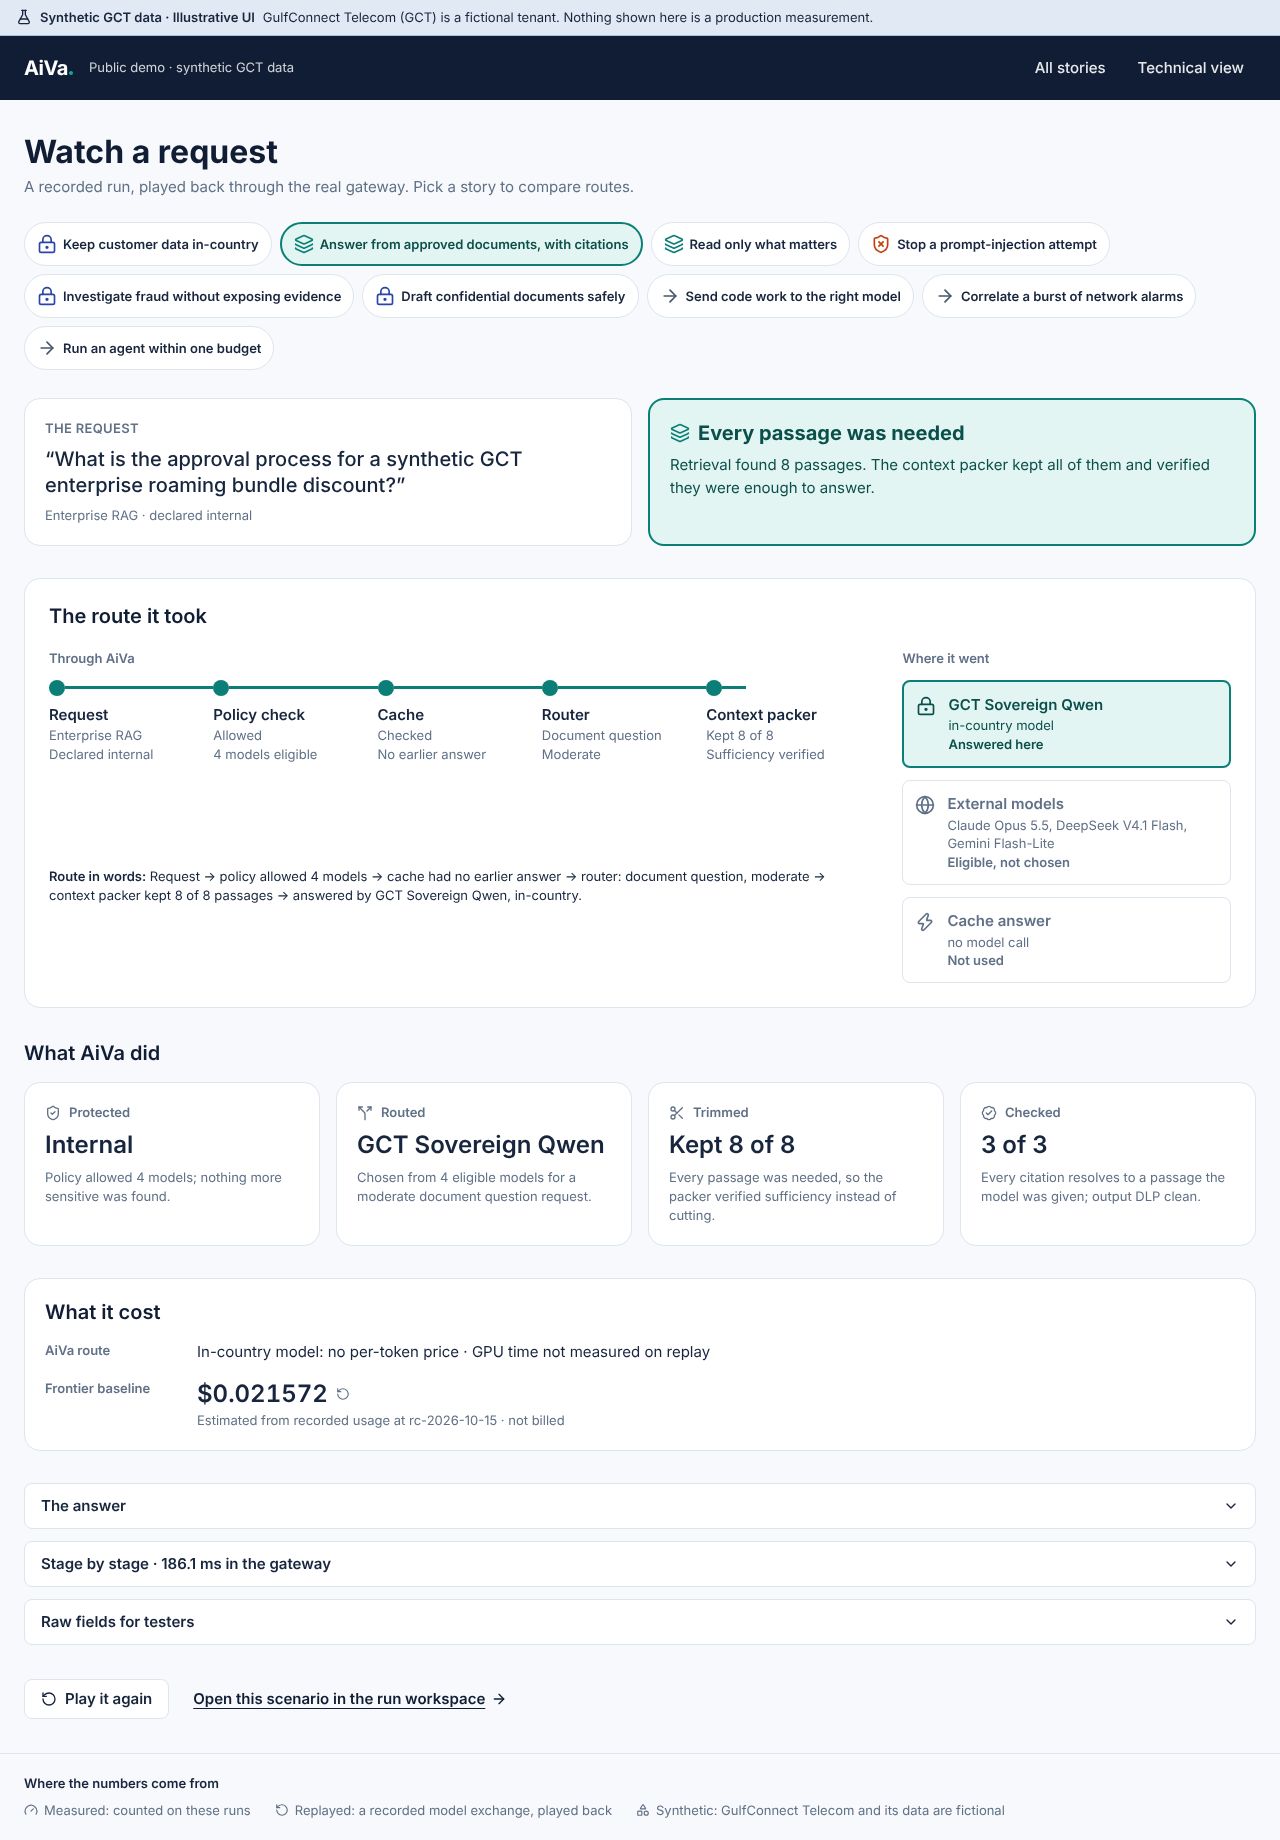 Synthetic GCT data · Illustrative UI GulfConnect Telecom (GCT) is a fictional tenant. Nothing shown here is a production measurement.
AiVa. Public demo · synthetic GCT data
All stories Technical view
Watch a request
A recorded run, played back through the real gateway. Pick a story to compare routes.
Keep customer data in-country
Answer from approved documents, with citations
Read only what matters
Stop a prompt-injection attempt
Investigate fraud without exposing evidence
Draft confidential documents safely
Send code work to the right model
Correlate a burst of network alarms
Run an agent within one budget
THE REQUEST
“What is the approval process for a synthetic GCT
enterprise roaming bundle discount?”
Enterprise RAG · declared internal
Every passage was needed
Retrieval found 8 passages. The context packer kept all of them and verified
they were enough to answer.
The route it took
Through AiVa
Request
Enterprise RAG
Declared internal
Policy check
Allowed
4 models eligible
Cache
Checked
No earlier answer
Router
Document question
Moderate
Context packer
Kept 8 of 8
Sufficiency verified
Route in words: Request → policy allowed 4 models → cache had no earlier answer → router: document question, moderate →
context packer kept 8 of 8 passages → answered by GCT Sovereign Qwen, in-country.
Where it went
GCT Sovereign Qwen
in-country model
Answered here
External models
Claude Opus 5.5, DeepSeek V4.1 Flash,
Gemini Flash-Lite
Eligible, not chosen
Cache answer
no model call
Not used
What AiVa did
Protected
Internal
Policy allowed 4 models; nothing more
sensitive was found.
Routed
GCT Sovereign Qwen
Chosen from 4 eligible models for a
moderate document question request.
Trimmed
Kept 8 of 8
Every passage was needed, so the
packer verified sufficiency instead of
cutting.
Checked
3 of 3
Every citation resolves to a passage the
model was given; output DLP clean.
What it cost
AiVa route In-country model: no per-token price · GPU time not measured on replay
Frontier baseline $0.021572
Estimated from recorded usage at rc-2026-10-15 · not billed
The answer
Stage by stage · 186.1 ms in the gateway
Raw fields for testers
Play it again
Open this scenario in the run workspace →
Where the numbers come from
Measured: counted on these runs
Replayed: a recorded model exchange, played back
Synthetic: GulfConnect Telecom and its data are fictional